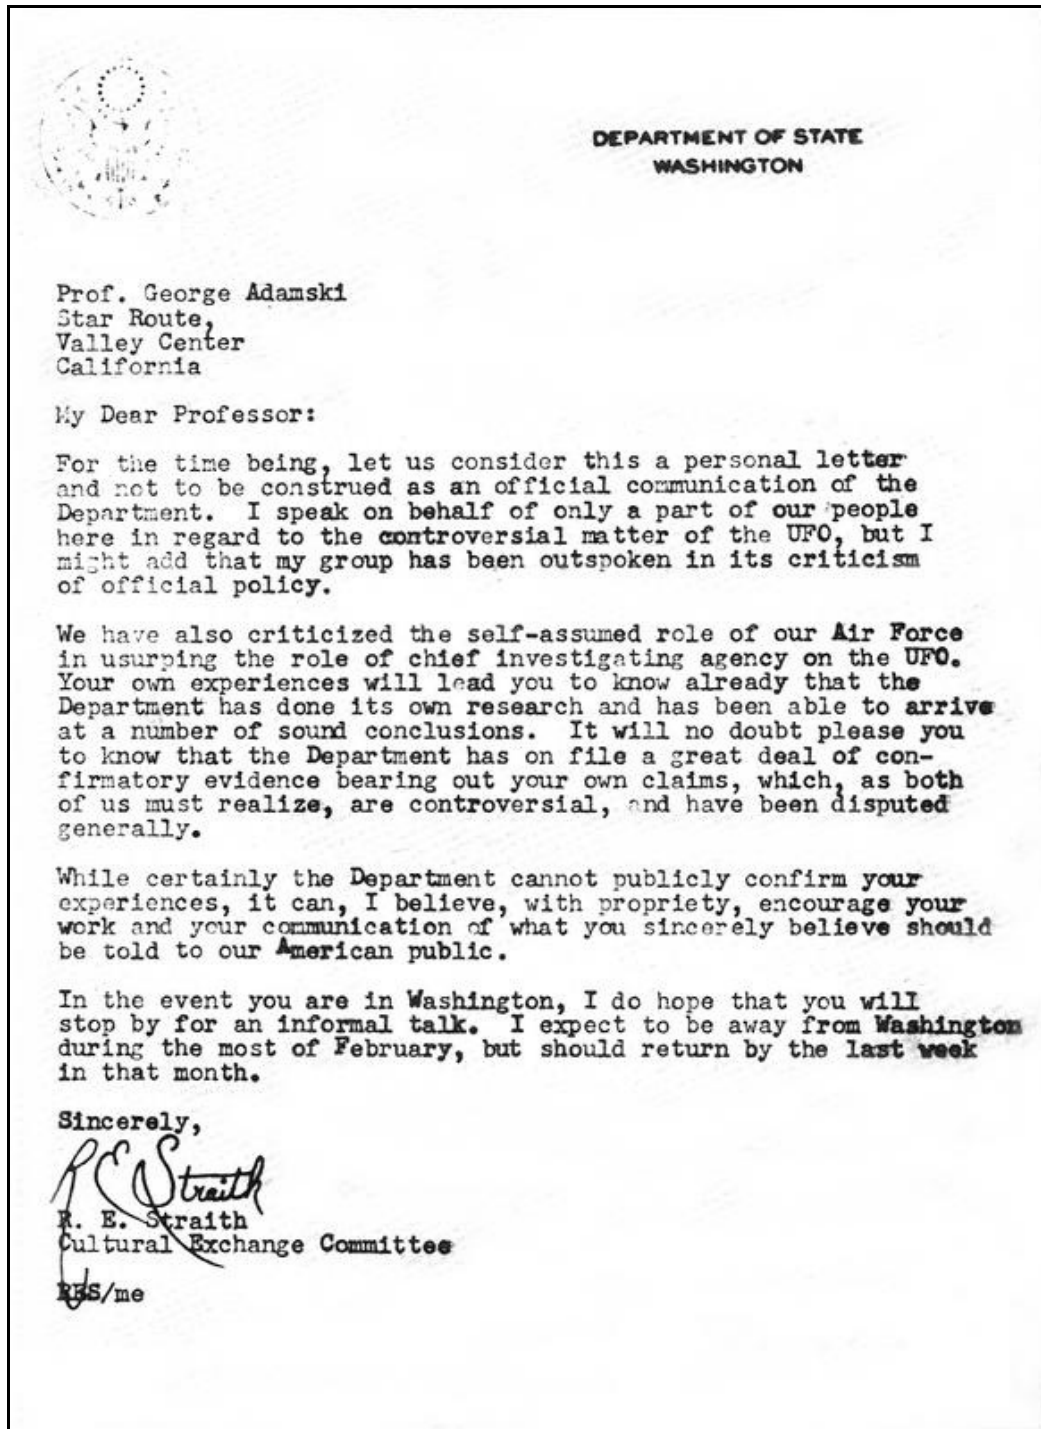 DEPARTMENT OF STATE
WASHINGTON
Prof. George Adamski
Star Route,
Valley Center
California
My Dear Professor:
For the time being, let us consider this a personal letter
and not to be construed as an official communication of the
Department. I speak on behalf of only a part of our people
here in regard to the controversial matter of the UFO, but I
might add that my group has been outspoken in its criticism
of official policy.
We have also criticized the self-assumed role of our Air Force
in usurping the role of chief investigating agency on the UFO.
Your own experiences will lead you to know already that the
Department has done its own research and has been able to arrive
at a number of sound conclusions. It will no doubt please you
to know that the Department has on file a great deal of con-
firmatory evidence bearing out your own claims, which, as both
of us must realize, are controversial, and have been disputed
generally.
While certainly the Department cannot publicly confirm your
experiences, it can, I believe, with propriety, encourage your
work and your communication of what you sincerely believe should
be told to our American public.
In the event you are in Washington, I do hope that you will
stop by for an informal talk. I expect to be away from Washington
during the most of February, but should return by the last week
in that month.
Sincerely,
R E Straith
R. E. Straith
Cultural Exchange Committee
RES/me